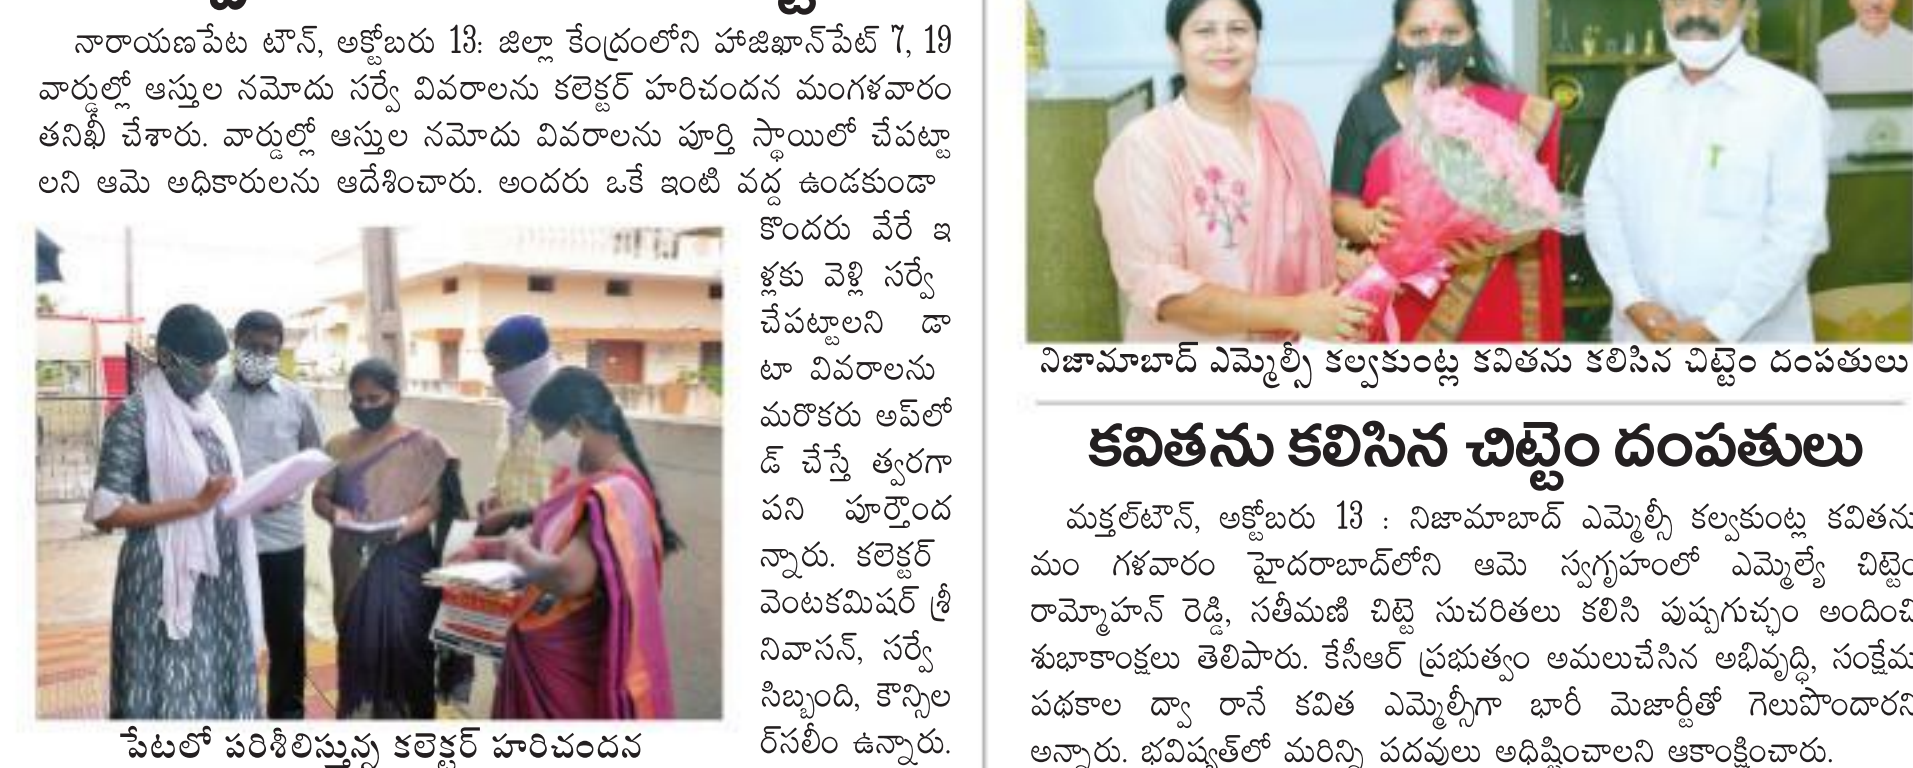 నారాయణపేట టౌన్, అక్టోబరు 13: జిల్లా కేంద్రంలోని హాజీఖాన్‌పేట్ 7, 19
వార్డుల్లో ఆస్తుల నమోదు సర్వే వివరాలను కలెక్టర్ హరిచందన మంగళవారం
తనిఖీ చేశారు. వార్డుల్లో ఆస్తుల నమోదు వివరాలను పూర్తి స్థాయిలో చేపట్టా
లని ఆమె అధికారులను ఆదేశించారు. అందరు ఒకే ఇంటి వద్ద ఉండకుండా
కొందరు వేరే ఇ
ళ్లకు వెళ్లి సర్వే
చేపట్టాలని డా
టా వివరాలను
మరొకరు అప్‌లో
డ్ చేస్తే త్వరగా
పని పూర్తౌంద
న్నారు. కలెక్టర్
వెంటకమిషర్ శ్రీ
నివాసన్, సర్వే
సిబ్బంది, కౌన్సిల
ర్‌సలీం ఉన్నారు.
పేటలో పరిశీలిస్తున్న కలెక్టర్ హరిచందన
నిజామాబాద్ ఎమ్మెల్సీ కల్వకుంట్ల కవితను కలిసిన చిట్టెం దంపతులు
కవితను కలిసిన చిట్టెం దంపతులు
మక్తల్‌టౌన్, అక్టోబరు 13 : నిజామాబాద్ ఎమ్మెల్సీ కల్వకుంట్ల కవితను
మం గళవారం హైదరాబాద్‌లోని ఆమె స్వగృహంలో ఎమ్మెల్యే చిట్టెం
రామ్మోహన్ రెడ్డి, సతీమణి చిట్టె సుచరితలు కలిసి పుష్పగుచ్ఛం అందించి
శుభాకాంక్షలు తెలిపారు. కేసీఆర్ ప్రభుత్వం అమలుచేసిన అభివృద్ధి, సంక్షేమ
పథకాల ద్వా రానే కవిత ఎమ్మెల్సీగా భారీ మెజార్టీతో గెలుపొందారని
అన్నారు. భవిష్యత్‌లో మరిన్ని పదవులు అధిష్టించాలని ఆకాంక్షించారు.